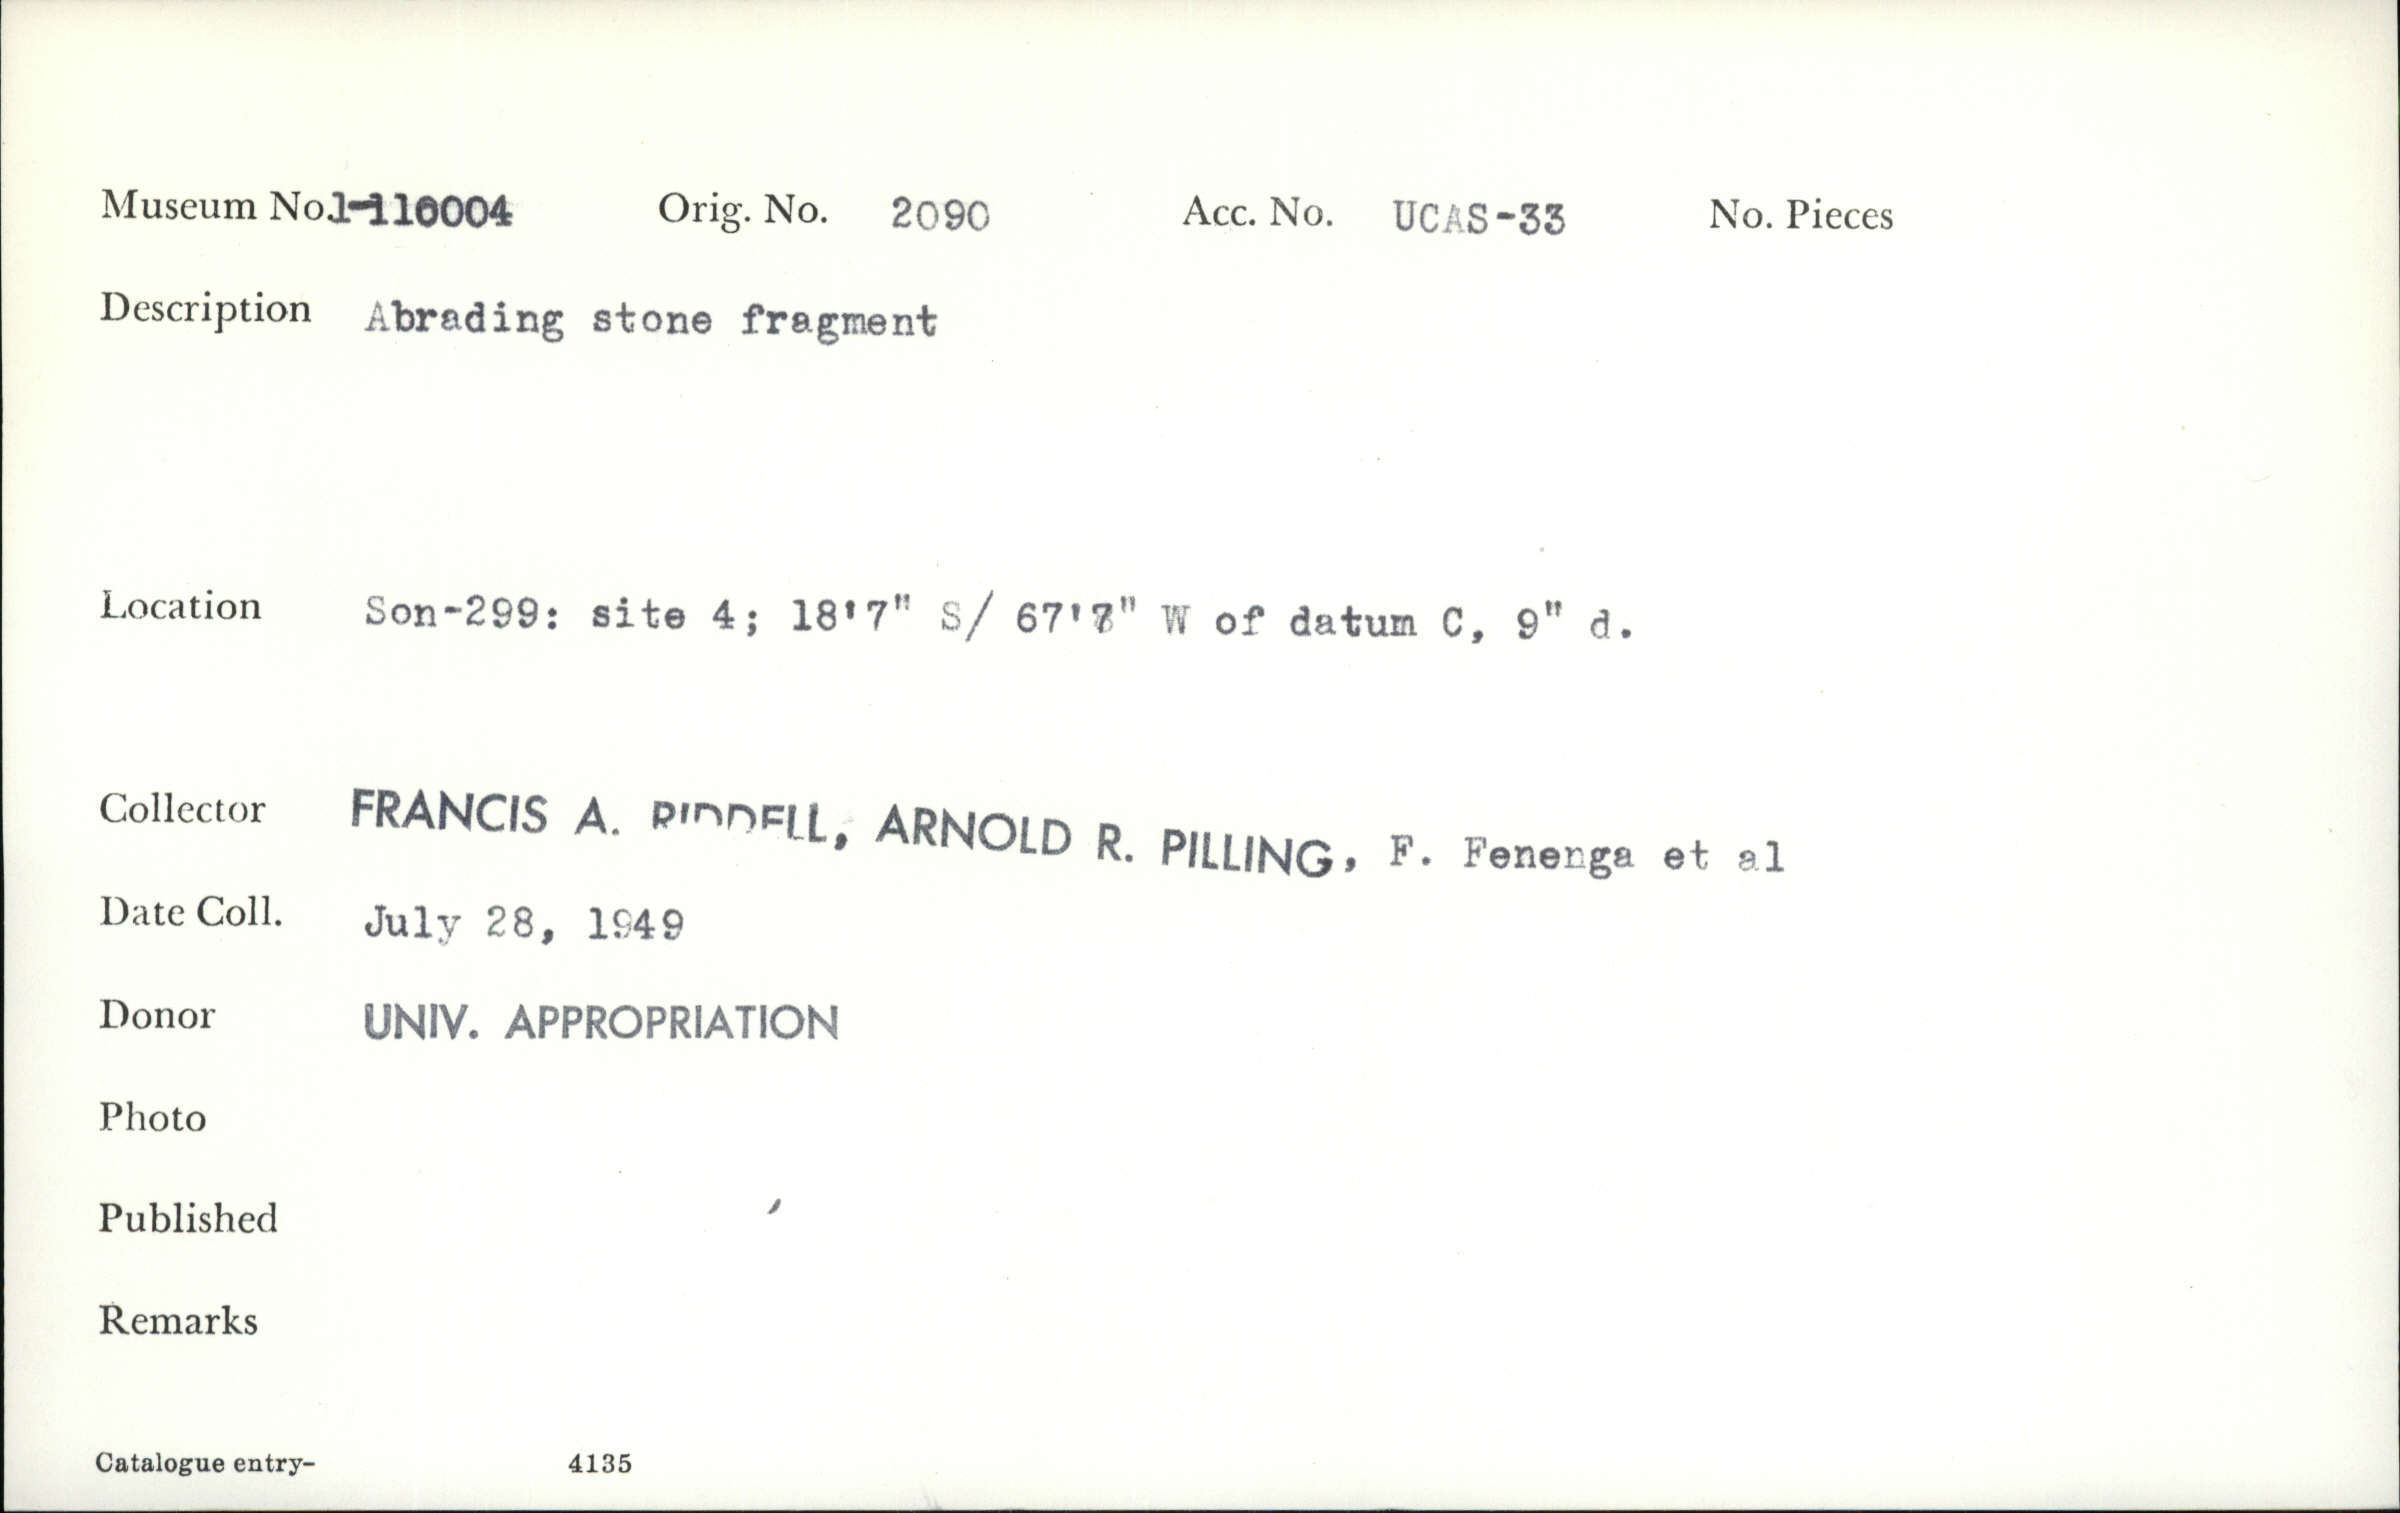 Museum No. 1-116004 Orig. No. 2090 Acc. No. UCAS-33 No. Pieces
Description Abrading stone fragment
Location Son-299: site 4; 18'7" S/ 67'7" W of datum C, 9" d.
Collector FRANCIS A. RIDDELL, ARNOLD R. PILLING, F. Fenenga et al
Date Coll. July 28, 1949
Donor UNIV. APPROPRIATION
Photo
Published
Remarks
Catalogue entry- 4135